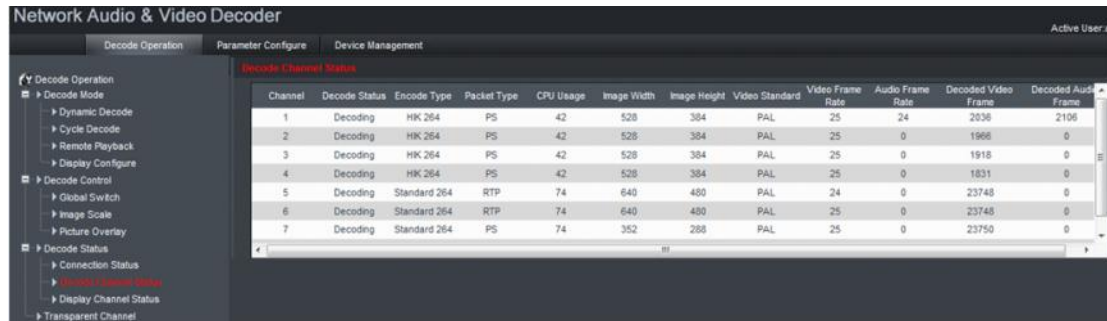 Network Audio & Video Decoder
Active User:
Decode Operation Parameter Configure Device Management
Decode Operation
Decode Mode
Dynamic Decode
Cycle Decode
Remote Playback
Display Configure
Decode Control
Global Switch
Image Scale
Picture Overlay
Decode Status
Connection Status
Decode Channel Status
Display Channel Status
Transparent Channel
Decode Channel Status
Channel Decode Status Encode Type Packet Type CPU Usage Image Width Image Height Video Standard Video Frame Rate Audio Frame Rate Decoded Video Frame Decoded Audio Frame
1 Decoding HIK 264 PS 42 528 384 PAL 25 24 2036 2106
2 Decoding HIK 264 PS 42 528 384 PAL 25 0 1966 0
3 Decoding HIK 264 PS 42 528 384 PAL 25 0 1918 0
4 Decoding HIK 264 PS 42 528 384 PAL 25 0 1831 0
5 Decoding Standard 264 RTP 74 640 480 PAL 24 0 23748 0
6 Decoding Standard 264 RTP 74 640 480 PAL 25 0 23748 0
7 Decoding Standard 264 PS 74 352 288 PAL 25 0 23750 0